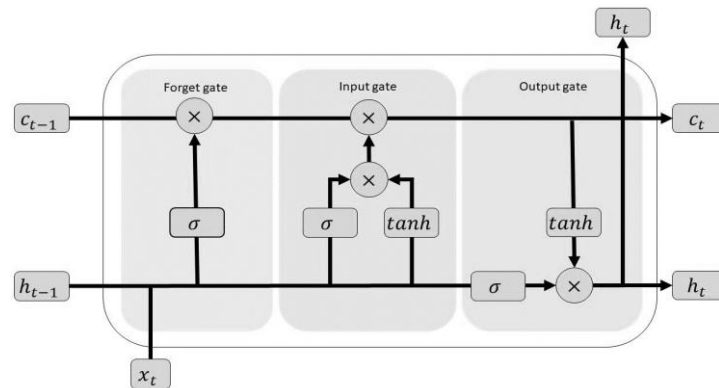 h_t
Forget gate Input gate Output gate
c_{t-1} × × c_t
×
σ σ tanh tanh
h_{t-1} σ × h_t
x_t